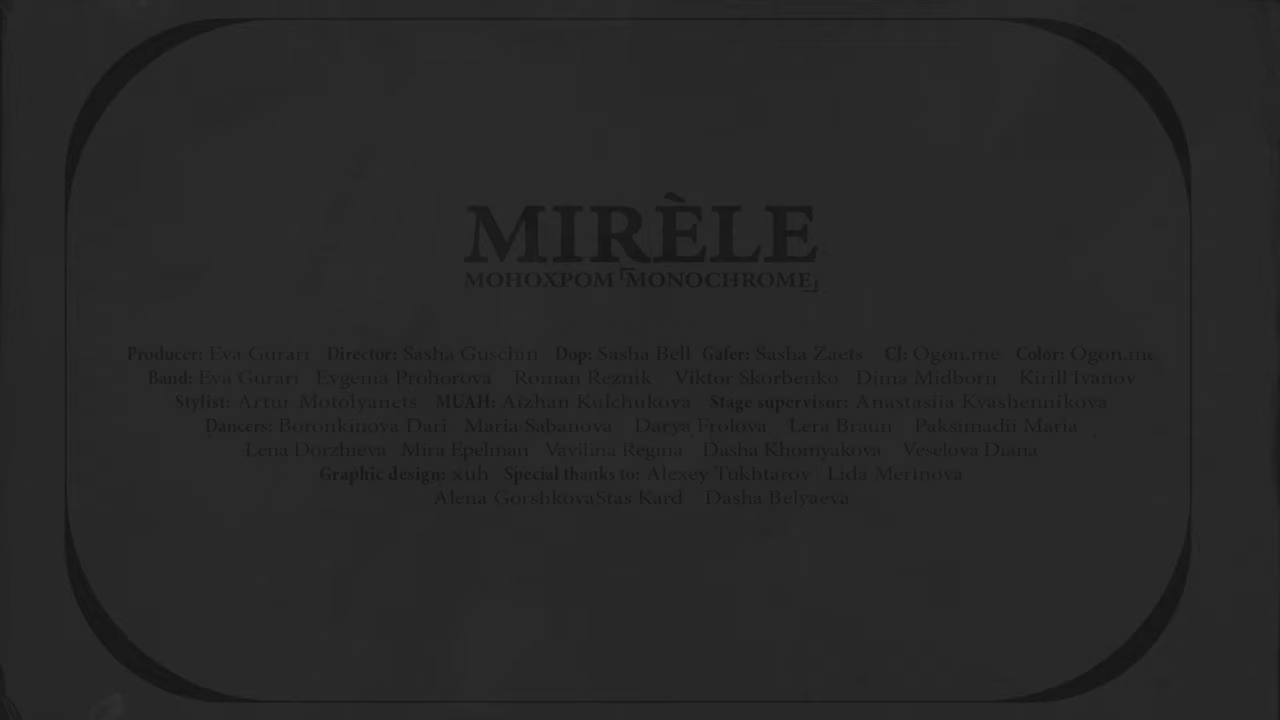 MIRÈLE
МОНОХРОМ「MONOCHROME」
Producer: Eva Gurari Director: Sasha Guschin Dop: Sasha Bell Gafer: Sasha Zaets CJ: Ogon.me Color: Ogon.me
Band: Eva Gurari Evgenia Prohorova Roman Reznik Viktor Skorbenko Dima Midborn Kirill Ivanov
Stylist: Artur Motolyanets MUAH: Aizhan Kulchukova Stage supervisor: Anastasiia Kvashennikova
Dancers: Boronkinova Dari Maria Sabanova Darya Frolova Lera Braun Paksimadii Maria
Lena Dorzhieva Mira Epelman Vavilina Regina Dasha Khomyakova Veselova Diana
Graphic design: xuh Special thanks to: Alexey Tukhtarov Lida Merinova
Alena GorshkovaStas Kard Dasha Belyaeva